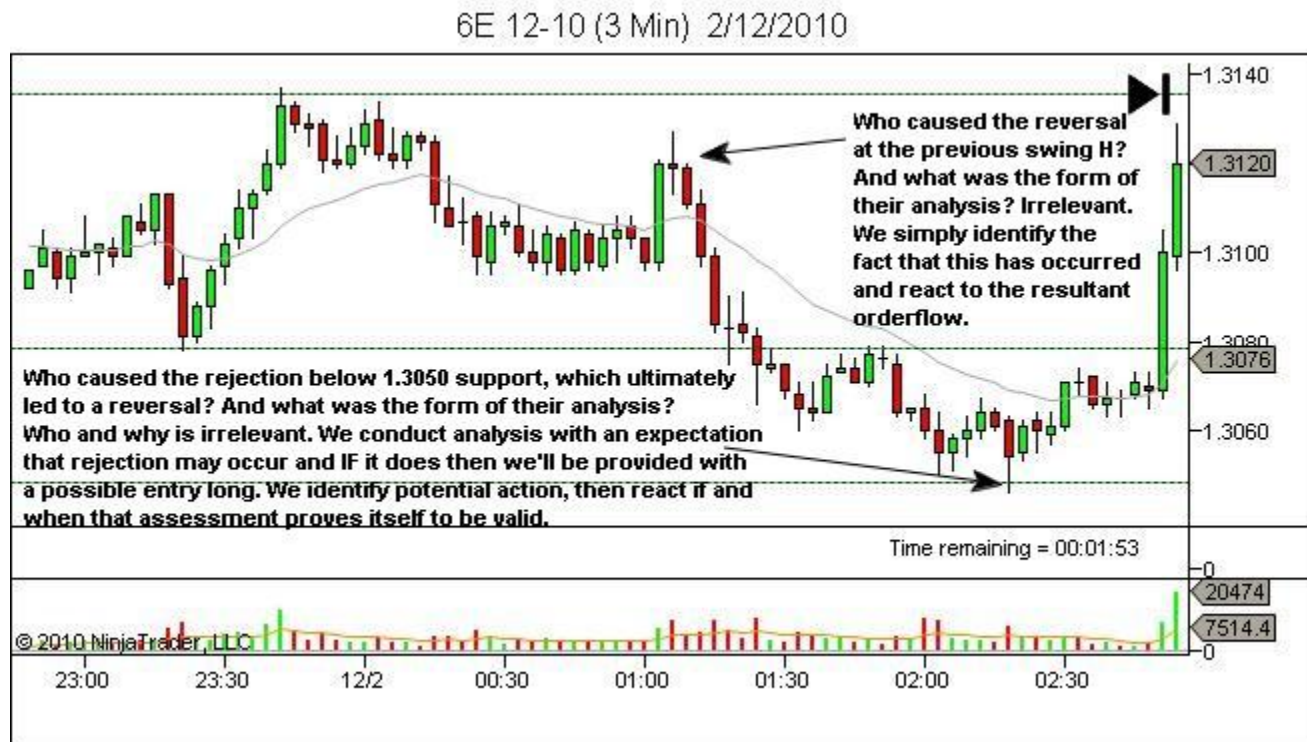 6E 12-10 (3 Min)  2/12/2010
1.3140
Who caused the reversal
at the previous swing H?
And what was the form of
their analysis? Irrelevant.
We simply identify the
fact that this has occurred
and react to the resultant
orderflow.
1.3120
1.3100
1.3080
1.3076
Who caused the rejection below 1.3050 support, which ultimately
led to a reversal? And what was the form of their analysis?
Who and why is irrelevant. We conduct analysis with an expectation
that rejection may occur and IF it does then we'll be provided with
a possible entry long. We identify potential action, then react if and
when that assessment proves itself to be valid.
1.3060
Time remaining = 00:01:53
0
20474
7514.4
0
© 2010 NinjaTrader, LLC
23:00 23:30 12/2 00:30 01:00 01:30 02:00 02:30